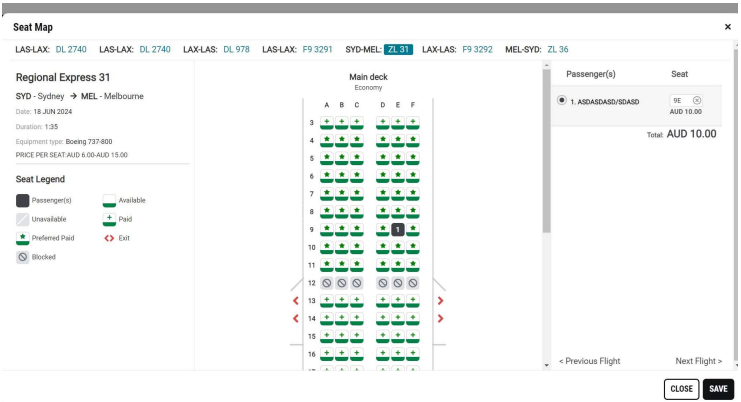 Seat Map ×
LAS-LAX: DL 2740 LAS-LAX: DL 2740 LAX-LAS: DL 978 LAS-LAX: F9 3291 SYD-MEL: ZL 31 LAX-LAS: F9 3292 MEL-SYD: ZL 36
Regional Express 31
SYD - Sydney → MEL - Melbourne
Date: 18 JUN 2024
Duration: 1:35
Equipment type: Boeing 737-800
PRICE PER SEAT:AUD 6.00-AUD 15.00
Seat Legend
Passenger(s) Available
Unavailable + Paid
Preferred Paid Exit
Blocked
Main deck
Economy
A B C D E F
3 + + + + + +
4
5
6
7
8
9 1
10
11
12
13 + + + + + +
14 + + + + + +
15 + + + + + +
16 + + + + + +
Passenger(s) Seat
1. ASDASDASD/SDASD 9E
AUD 10.00
Total: AUD 10.00
< Previous Flight Next Flight >
CLOSE SAVE